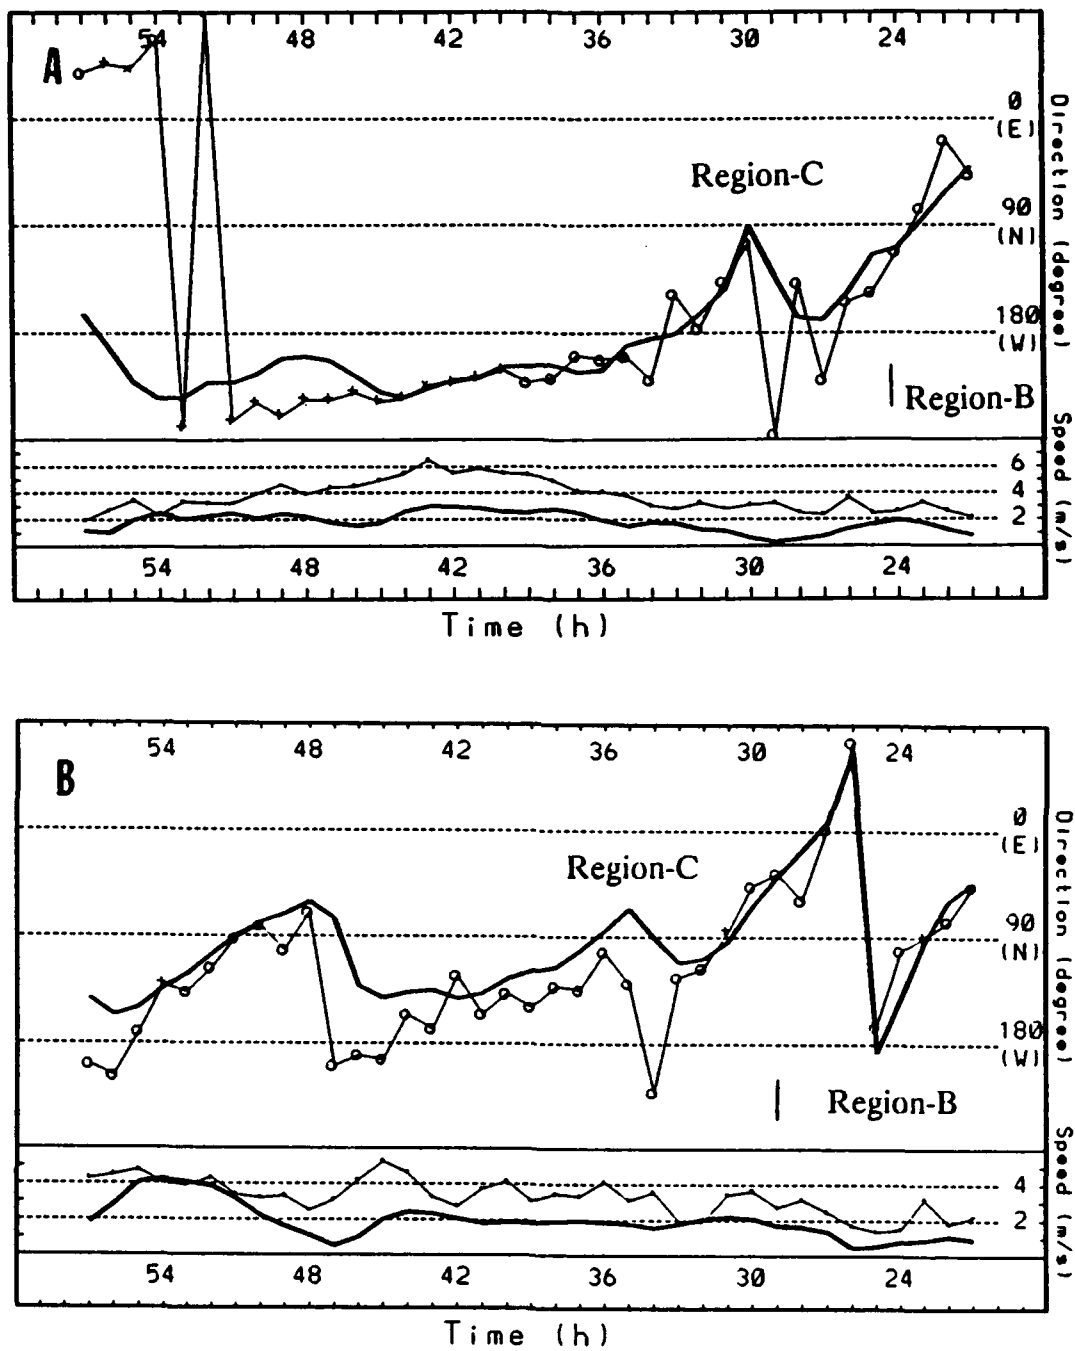 54 48 42 36 30 24
A
0
(E)
Region-C
90
(N)
180
(W)
Region-B
Direction (degree)
6
4
2
Speed (m/s)
54 48 42 36 30 24
Time (h)
54 48 42 36 30 24
B
0
(E)
Region-C
90
(N)
180
(W)
Region-B
Direction (degree)
4
2
Speed (m/s)
54 48 42 36 30 24
Time (h)